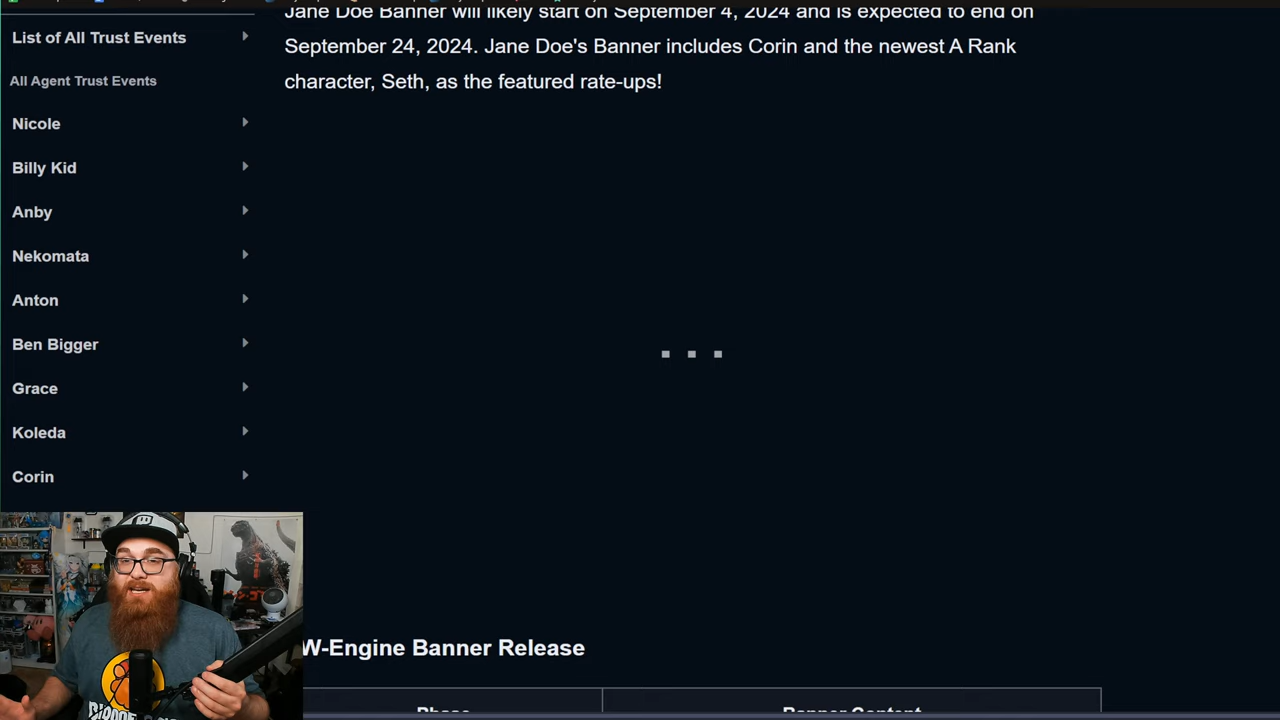 Jane Doe Banner will likely start on September 4, 2024 and is expected to end on
September 24, 2024. Jane Doe's Banner includes Corin and the newest A Rank
character, Seth, as the featured rate-ups!
List of All Trust Events
All Agent Trust Events
Nicole
Billy Kid
Anby
Nekomata
Anton
Ben Bigger
Grace
Koleda
Corin
W-Engine Banner Release
Phase
Banner Content